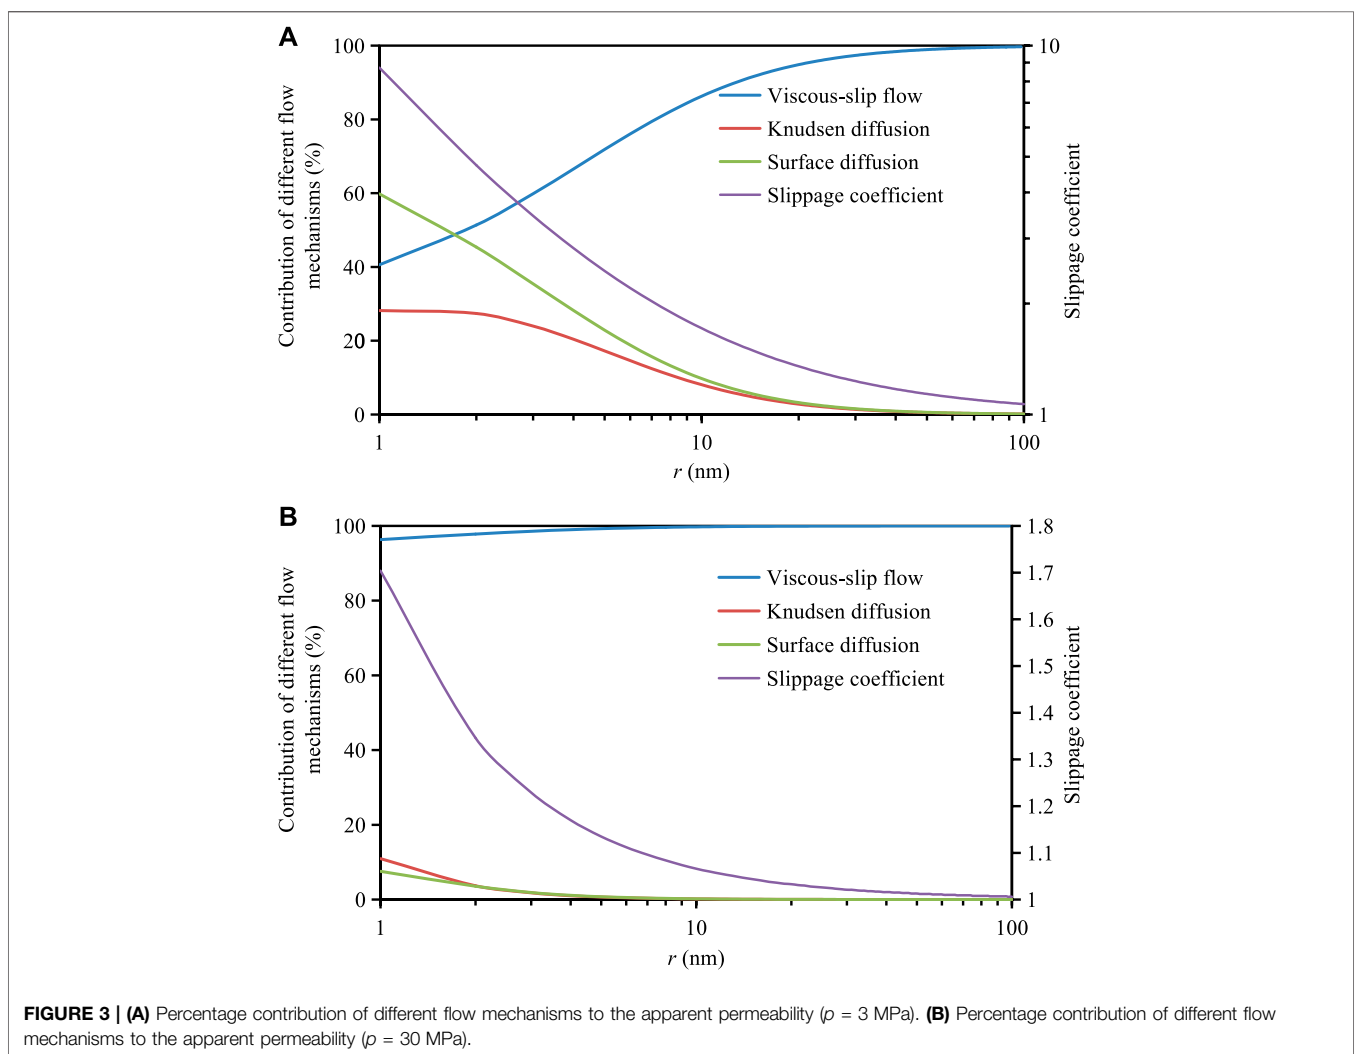 A
100
80
60
40
20
0
Contribution of different flow
mechanisms (%)
Viscous-slip flow
Knudsen diffusion
Surface diffusion
Slippage coefficient
10
1
Slippage coefficient
1 10 100
r (nm)
B
100
80
60
40
20
0
Contribution of different flow
mechanisms (%)
Viscous-slip flow
Knudsen diffusion
Surface diffusion
Slippage coefficient
1.8
1.7
1.6
1.5
1.4
1.3
1.2
1.1
1
Slippage coefficient
1 10 100
r (nm)
FIGURE 3 | (A) Percentage contribution of different flow mechanisms to the apparent permeability (p = 3 MPa). (B) Percentage contribution of different flow
mechanisms to the apparent permeability (p = 30 MPa).